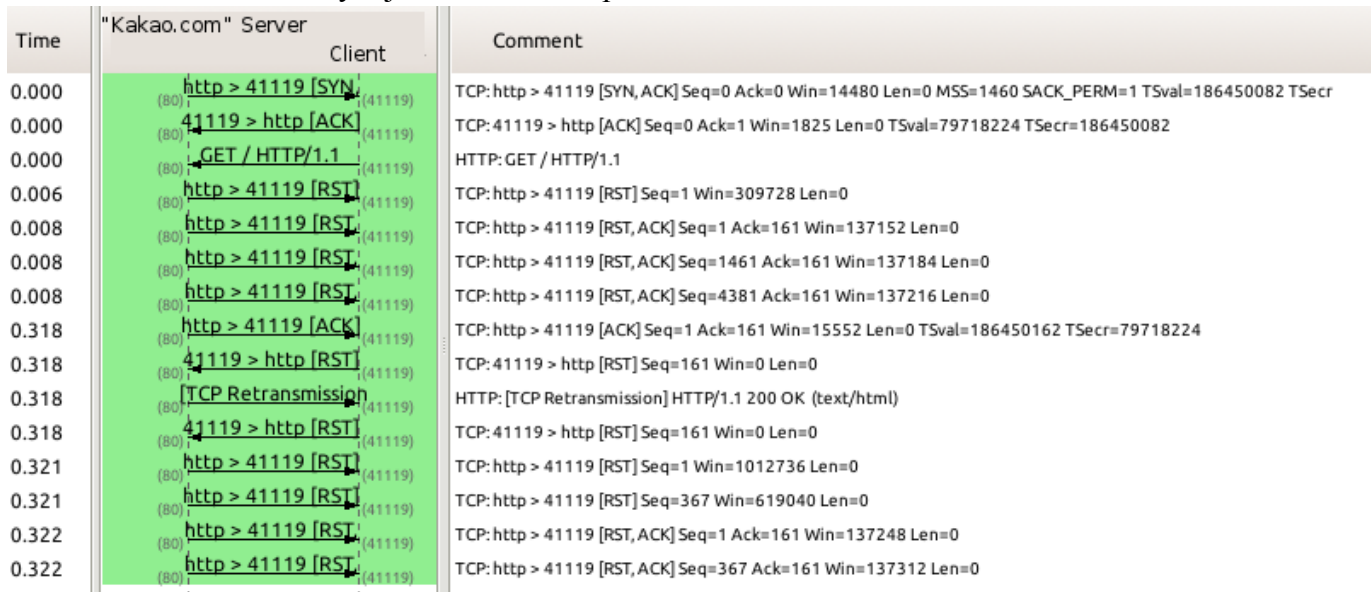 Time "Kakao.com" Server Client Comment
0.000 http > 41119 [SYN, (80) (41119) TCP: http > 41119 [SYN, ACK] Seq=0 Ack=0 Win=14480 Len=0 MSS=1460 SACK_PERM=1 TSval=186450082 TSecr
0.000 41119 > http [ACK] (80) (41119) TCP: 41119 > http [ACK] Seq=0 Ack=1 Win=1825 Len=0 TSval=79718224 TSecr=186450082
0.000 GET / HTTP/1.1 (80) (41119) HTTP: GET / HTTP/1.1
0.006 http > 41119 [RST] (80) (41119) TCP: http > 41119 [RST] Seq=1 Win=309728 Len=0
0.008 http > 41119 [RST, (80) (41119) TCP: http > 41119 [RST, ACK] Seq=1 Ack=161 Win=137152 Len=0
0.008 http > 41119 [RST, (80) (41119) TCP: http > 41119 [RST, ACK] Seq=1461 Ack=161 Win=137184 Len=0
0.008 http > 41119 [RST, (80) (41119) TCP: http > 41119 [RST, ACK] Seq=4381 Ack=161 Win=137216 Len=0
0.318 http > 41119 [ACK] (80) (41119) TCP: http > 41119 [ACK] Seq=1 Ack=161 Win=15552 Len=0 TSval=186450162 TSecr=79718224
0.318 41119 > http [RST] (80) (41119) TCP: 41119 > http [RST] Seq=161 Win=0 Len=0
0.318 [TCP Retransmission (80) (41119) HTTP: [TCP Retransmission] HTTP/1.1 200 OK (text/html)
0.318 41119 > http [RST] (80) (41119) TCP: 41119 > http [RST] Seq=161 Win=0 Len=0
0.321 http > 41119 [RST] (80) (41119) TCP: http > 41119 [RST] Seq=1 Win=1012736 Len=0
0.321 http > 41119 [RST] (80) (41119) TCP: http > 41119 [RST] Seq=367 Win=619040 Len=0
0.322 http > 41119 [RST, (80) (41119) TCP: http > 41119 [RST, ACK] Seq=1 Ack=161 Win=137248 Len=0
0.322 http > 41119 [RST, (80) (41119) TCP: http > 41119 [RST, ACK] Seq=367 Ack=161 Win=137312 Len=0